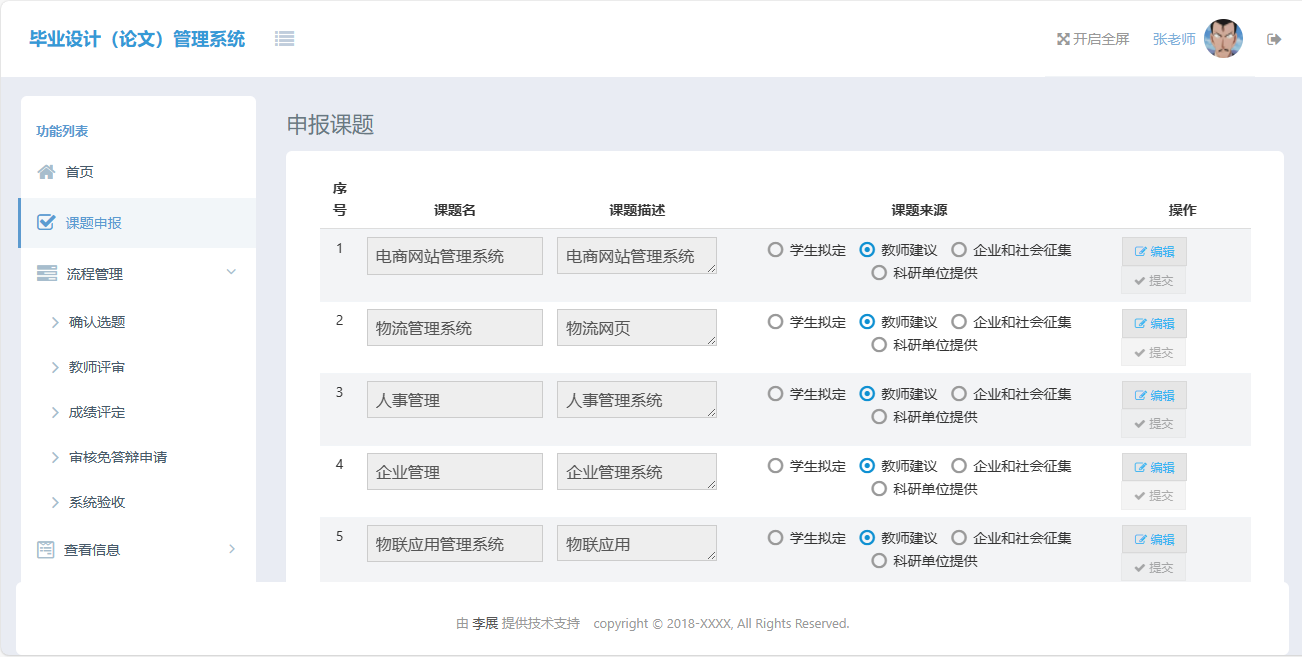 毕业设计（论文）管理系统
开启全屏 张老师
功能列表
首页
课题申报
流程管理
确认选题
教师评审
成绩评定
审核免答辩申请
系统验收
查看信息
申报课题
序号 课题名 课题描述 课题来源 操作
1 电商网站管理系统 电商网站管理系统 学生拟定 教师建议 企业和社会征集 编辑
科研单位提供 提交
2 物流管理系统 物流网页 学生拟定 教师建议 企业和社会征集 编辑
科研单位提供 提交
3 人事管理 人事管理系统 学生拟定 教师建议 企业和社会征集 编辑
科研单位提供 提交
4 企业管理 企业管理系统 学生拟定 教师建议 企业和社会征集 编辑
科研单位提供 提交
5 物联应用管理系统 物联应用 学生拟定 教师建议 企业和社会征集 编辑
科研单位提供 提交
由 李展 提供技术支持 copyright © 2018-XXXX, All Rights Reserved.